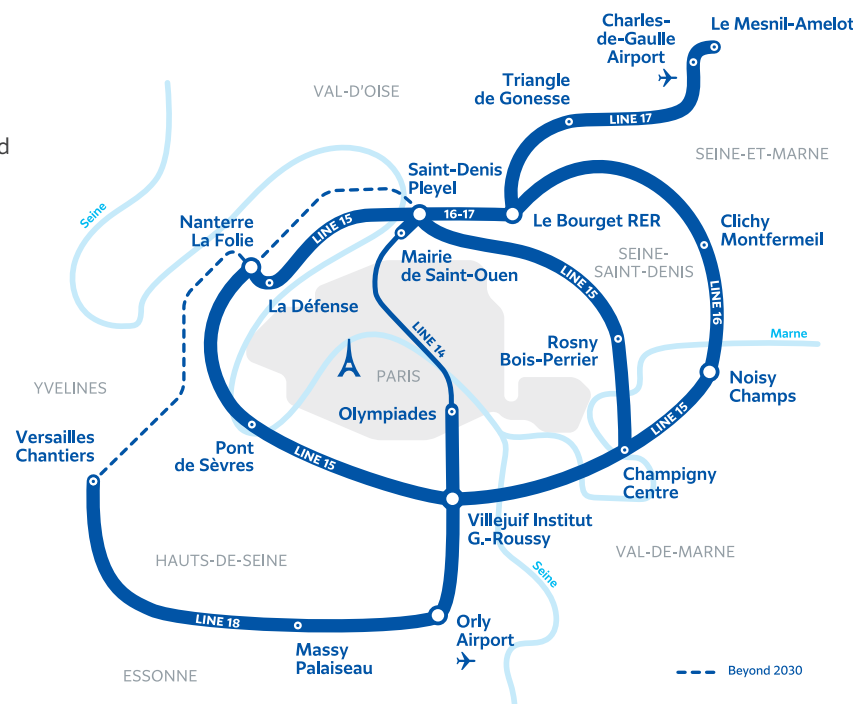 Charles-
de-Gaulle
Airport
Le Mesnil-Amelot
Triangle
de Gonesse
LINE 17
VAL-D'OISE
d
SEINE-ET-MARNE
Seine
Saint-Denis
Pleyel
16-17
Le Bourget RER
Nanterre
La Folie
LINE 15
Clichy
Montfermeil
Mairie
de Saint-Ouen
SEINE-
SAINT-DENIS
LINE 15
La Défense
LINE 16
LINE 14
Marne
Rosny
Bois-Perrier
PARIS
YVELINES
Noisy
Champs
Olympiades
LINE 15
Versailles
Chantiers
Pont
de Sèvres
LINE 15
Champigny
Centre
Villejuif Institut
G.-Roussy
HAUTS-DE-SEINE
VAL-DE-MARNE
Seine
LINE 18
Orly
Airport
Massy
Palaiseau
ESSONNE
Beyond 2030